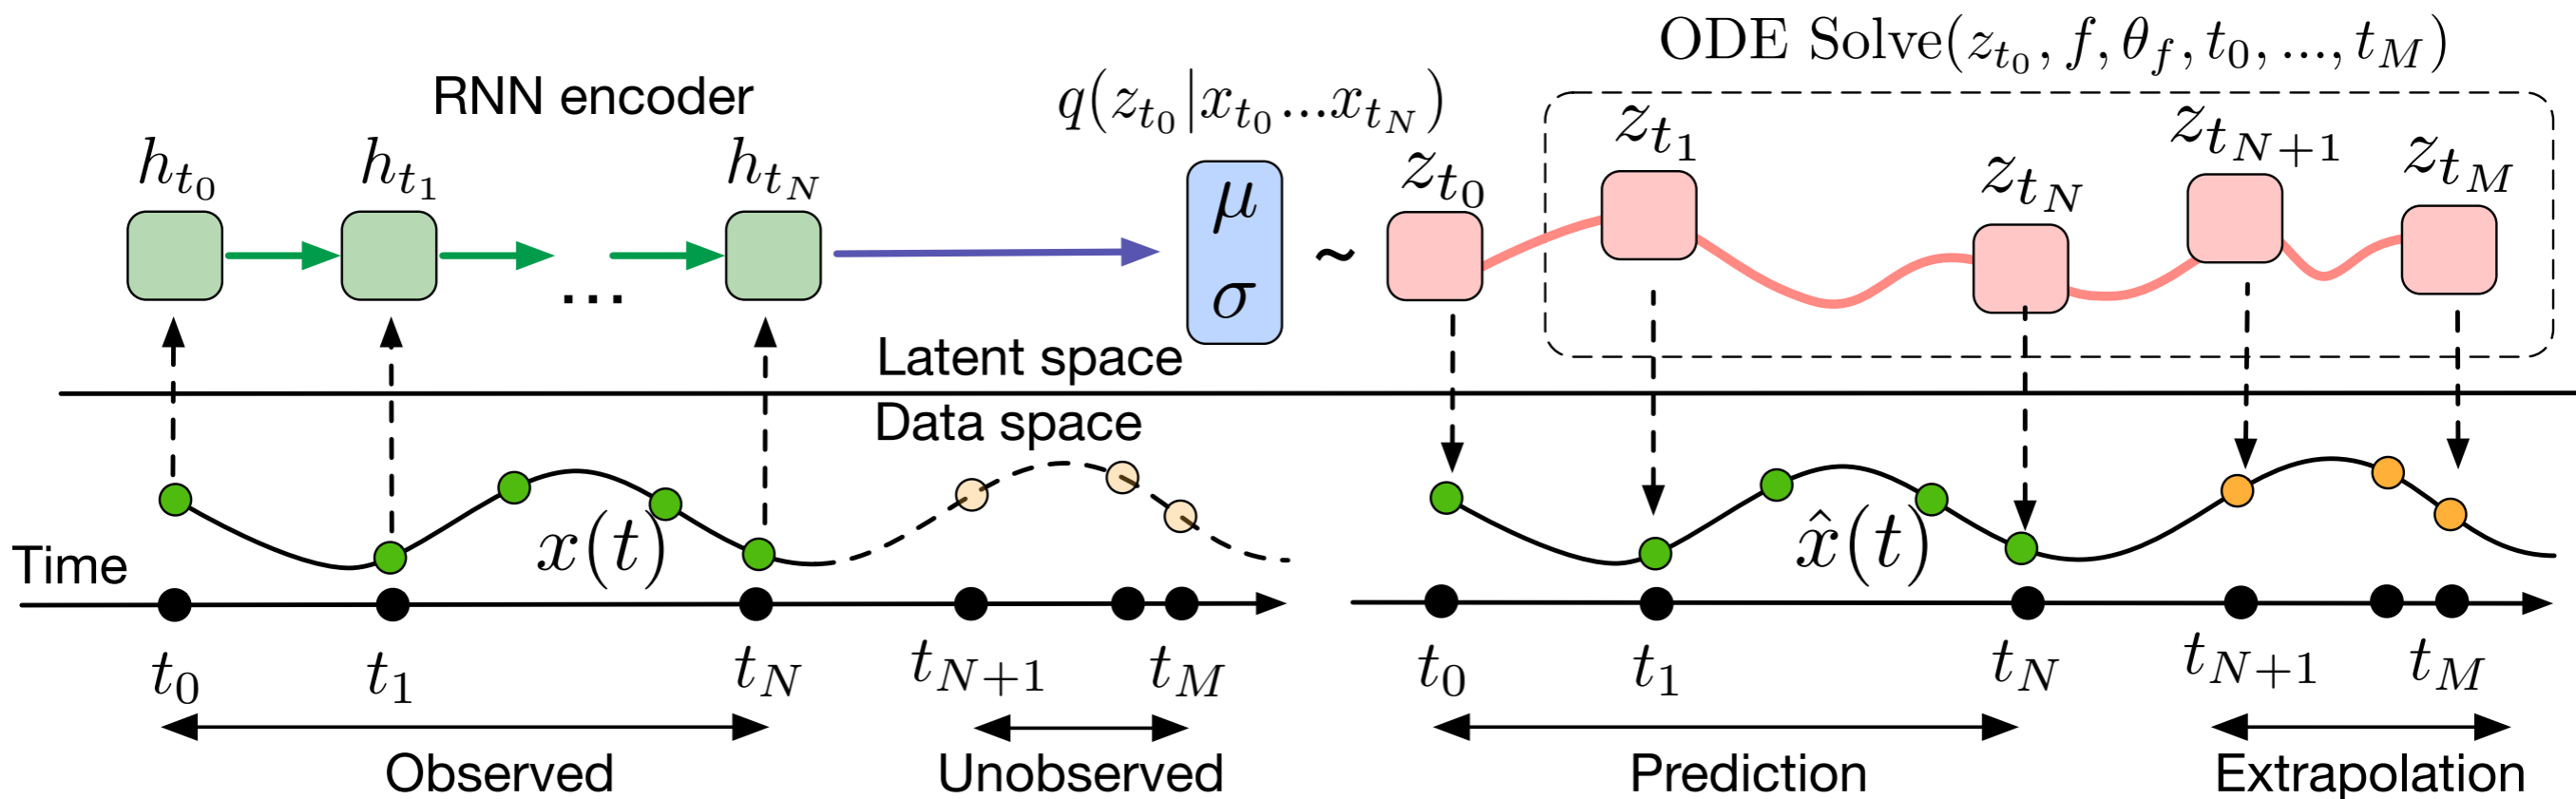 ODE Solve(z_{t_0}, f, θ_f, t_0, ..., t_M)
RNN encoder
q(z_{t_0}|x_{t_0}...x_{t_N})
h_{t_0} h_{t_1} h_{t_N}
z_{t_0} z_{t_1} z_{t_N} z_{t_{N+1}} z_{t_M}
...
μ
σ
~
Latent space
Data space
x(t) x̂(t)
Time
t_0 t_1 t_N t_{N+1} t_M t_0 t_1 t_N t_{N+1} t_M
Observed Unobserved Prediction Extrapolation